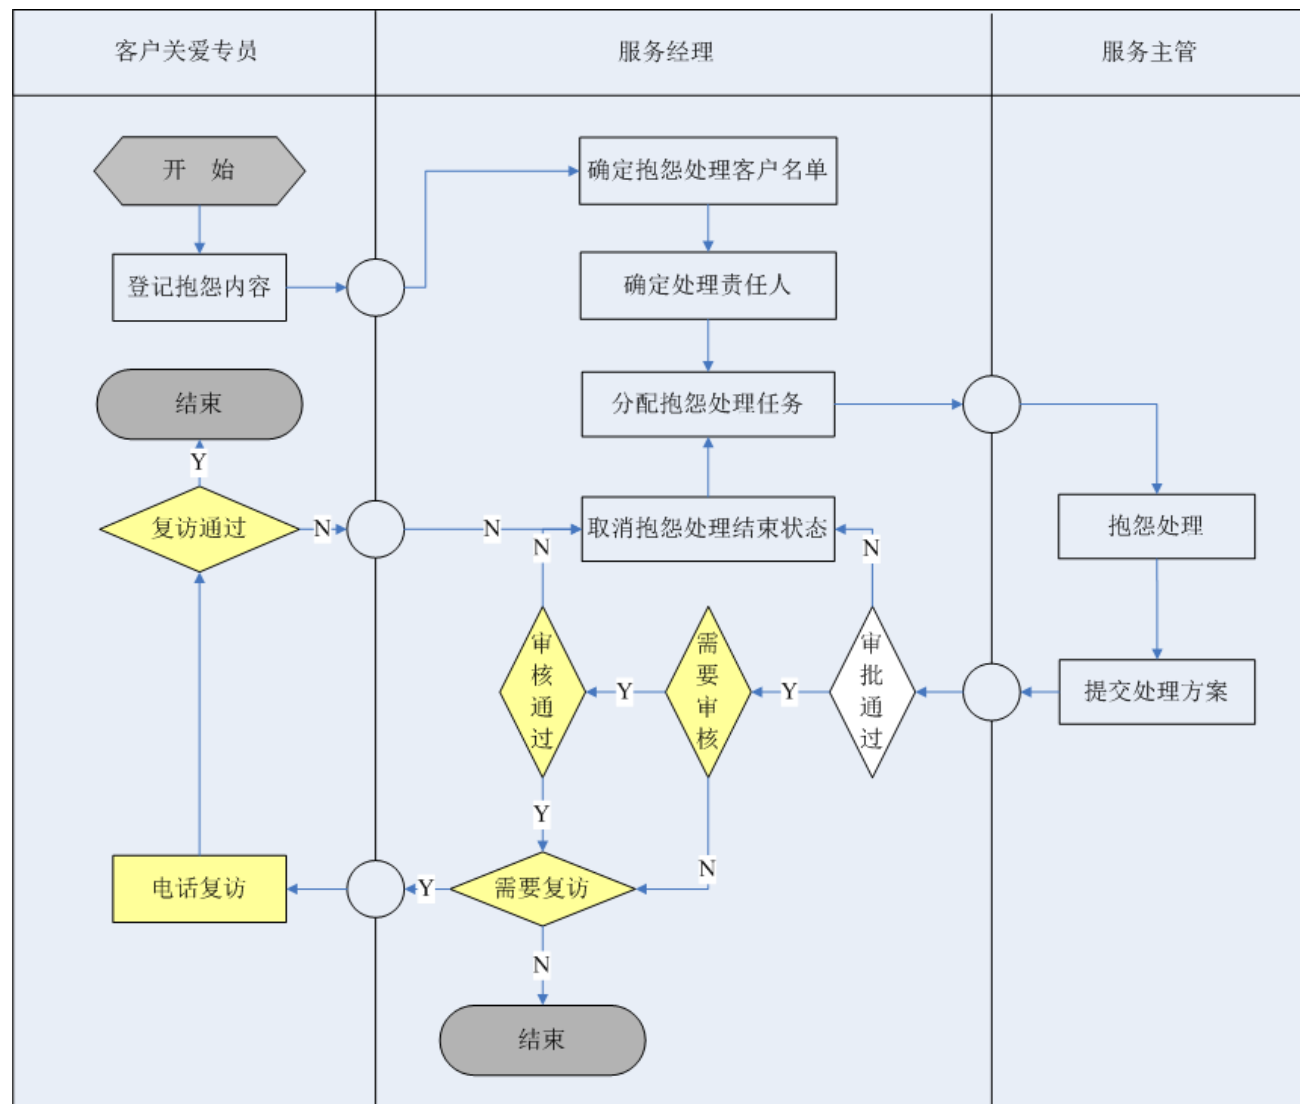 客户关爱专员
服务经理
服务主管
开 始
确定抱怨处理客户名单
登记抱怨内容
确定处理责任人
结束
分配抱怨处理任务
Y
复访通过
N
N
取消抱怨处理结束状态
N
N
抱怨处理
审核通过
Y
需要审核
Y
审批通过
提交处理方案
Y
N
电话复访
Y
需要复访
N
结束